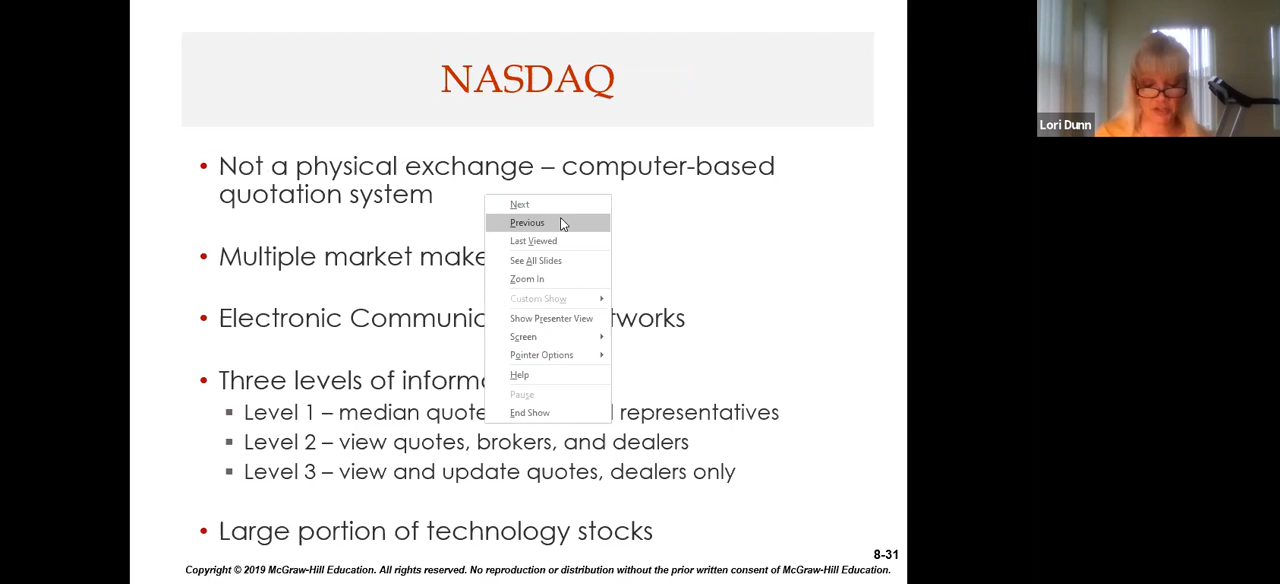 NASDAQ
Lori Dunn
• Not a physical exchange – computer-based
quotation system
Next
Previous
Last Viewed
• Multiple market make
See All Slides
Zoom In
Custom Show
• Electronic Communic tworks
Show Presenter View
Screen
Pointer Options
• Three levels of informa
Help
Pause
▪ Level 1 – median quote representatives
End Show
▪ Level 2 – view quotes, brokers, and dealers
▪ Level 3 – view and update quotes, dealers only
• Large portion of technology stocks
8-31
Copyright © 2019 McGraw-Hill Education. All rights reserved. No reproduction or distribution without the prior written consent of McGraw-Hill Education.